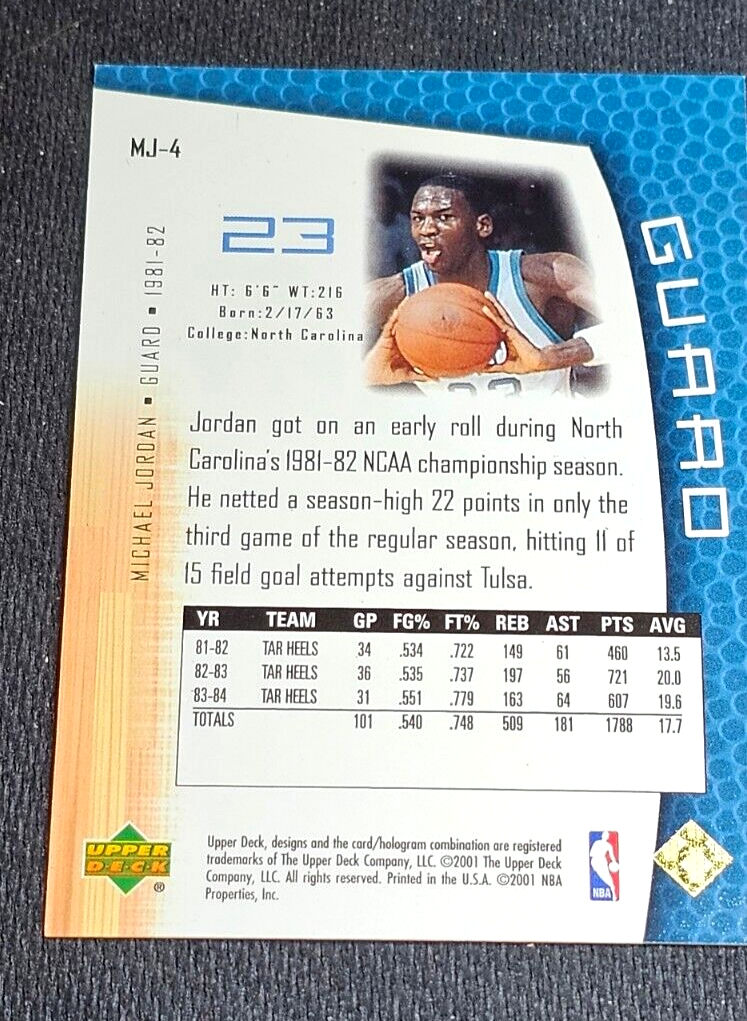 MJ-4
23
HT: 6'6" WT:216
Born:2/17/63
College:North Carolina
MICHAEL JORDAN ▪ GUARD ▪ 1981-82
GUARD
Jordan got on an early roll during North
Carolina's 1981-82 NCAA championship season.
He netted a season-high 22 points in only the
third game of the regular season, hitting 11 of
15 field goal attempts against Tulsa.
YR TEAM GP FG% FT% REB AST PTS AVG
81-82 TAR HEELS 34 .534 .722 149 61 460 13.5
82-83 TAR HEELS 36 .535 .737 197 56 721 20.0
83-84 TAR HEELS 31 .551 .779 163 64 607 19.6
TOTALS 101 .540 .748 509 181 1788 17.7
UPPER
DECK
®
Upper Deck, designs and the card/hologram combination are registered
trademarks of The Upper Deck Company, LLC. ©2001 The Upper Deck
Company, LLC. All rights reserved. Printed in the U.S.A. ©2001 NBA
Properties, Inc.
NBA